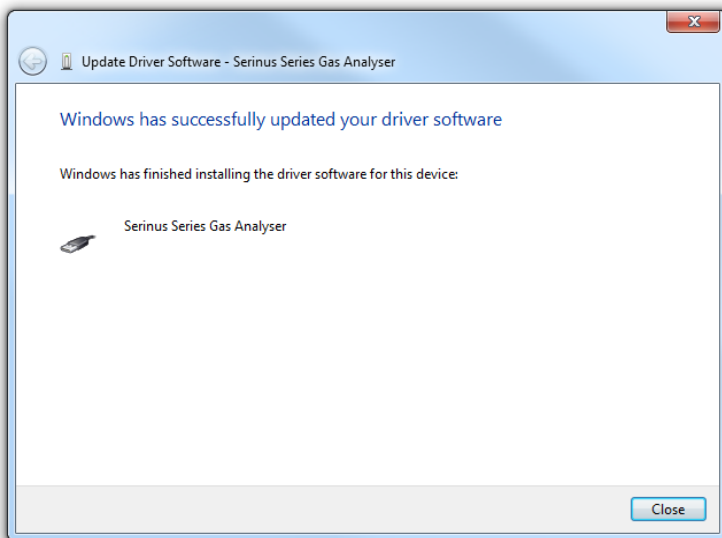 Update Driver Software - Serinus Series Gas Analyser
Windows has successfully updated your driver software
Windows has finished installing the driver software for this device:
Serinus Series Gas Analyser
Close